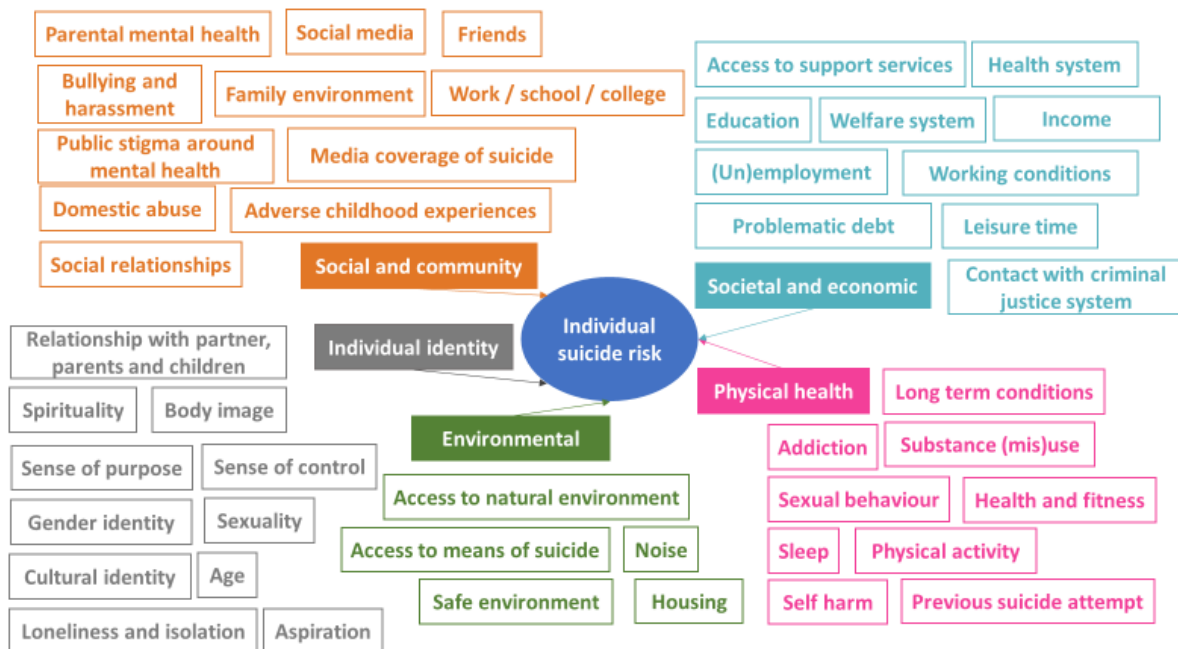 Parental mental health
Social media
Friends
Bullying and
harassment
Family environment
Work / school / college
Public stigma around
mental health
Media coverage of suicide
Domestic abuse
Adverse childhood experiences
Social relationships
Social and community
Access to support services
Health system
Education
Welfare system
Income
(Un)employment
Working conditions
Problematic debt
Leisure time
Societal and economic
Contact with criminal
justice system
Individual
suicide risk
Relationship with partner,
parents and children
Individual identity
Spirituality
Body image
Sense of purpose
Sense of control
Gender identity
Sexuality
Cultural identity
Age
Loneliness and isolation
Aspiration
Environmental
Access to natural environment
Access to means of suicide
Noise
Safe environment
Housing
Physical health
Long term conditions
Addiction
Substance (mis)use
Sexual behaviour
Health and fitness
Sleep
Physical activity
Self harm
Previous suicide attempt